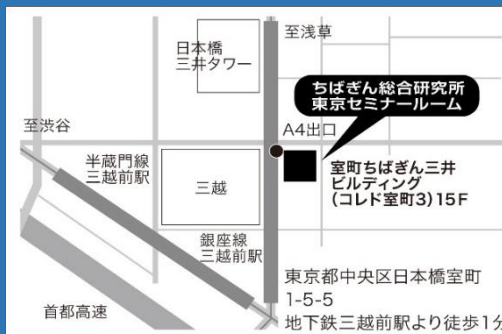 至浅草
日本橋
三井タワー
ちばぎん総合研究所
東京セミナールーム
至渋谷
A4出口
半蔵門線
三越前駅
三越
室町ちばぎん三井
ビルディング
(コレド室町3)15F
銀座線
三越前駅
東京都中央区日本橋室町
1-5-5
首都高速
地下鉄三越前駅より徒歩1分